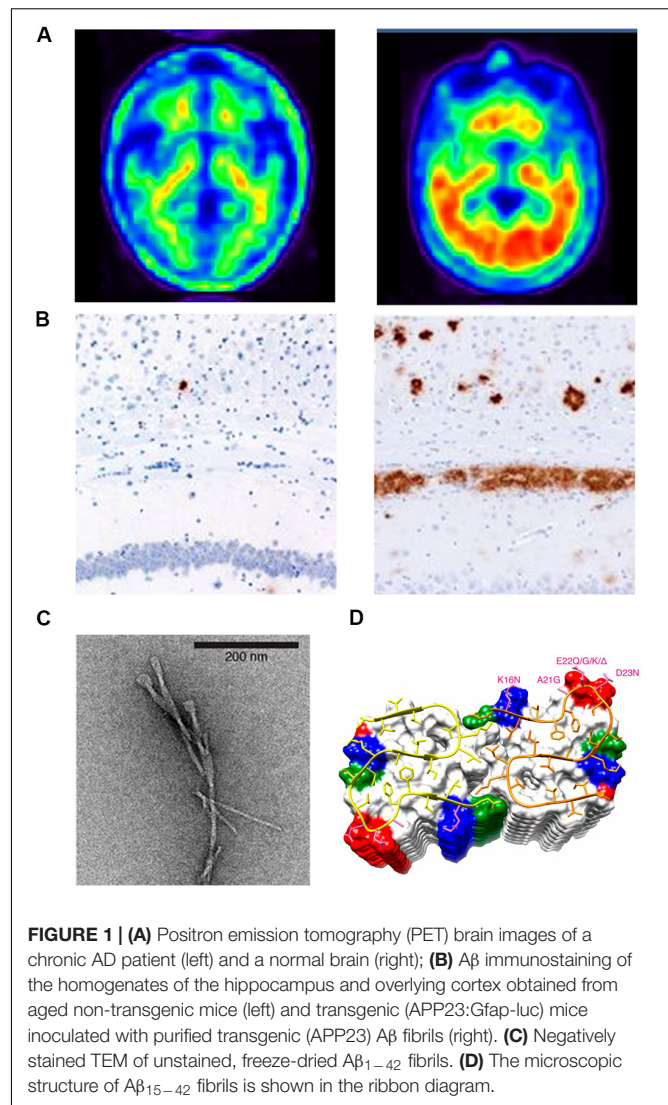 A
B
C
D
200 nm
E22Q/G/K/Δ
K16N
A21G
D23N
FIGURE 1 | (A) Positron emission tomography (PET) brain images of a
chronic AD patient (left) and a normal brain (right); (B) Aβ immunostaining of
the homogenates of the hippocampus and overlying cortex obtained from
aged non-transgenic mice (left) and transgenic (APP23:Gfap-luc) mice
inoculated with purified transgenic (APP23) Aβ fibrils (right). (C) Negatively
stained TEM of unstained, freeze-dried Aβ1−42 fibrils. (D) The microscopic
structure of Aβ15−42 fibrils is shown in the ribbon diagram.